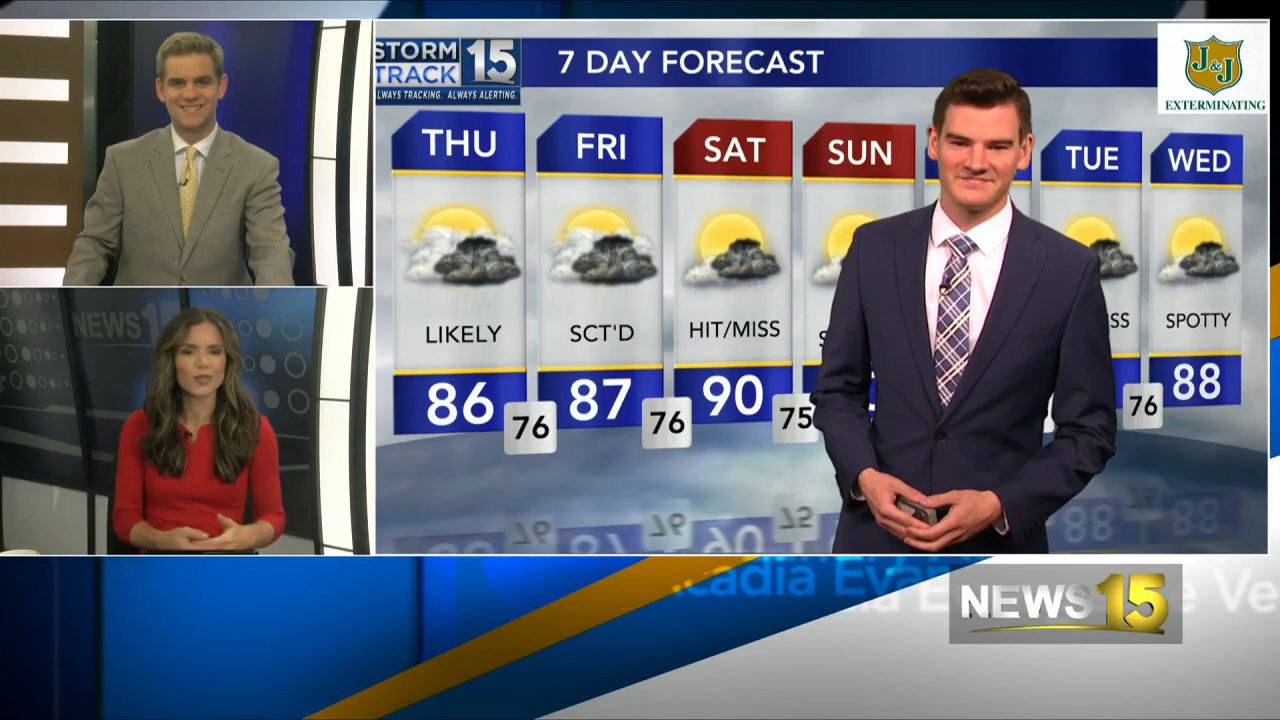 STORM
TRACK 15
ALWAYS TRACKING. ALWAYS ALERTING.
7 DAY FORECAST
J&J
EXTERMINATING
THU
FRI
SAT
SUN
TUE
WED
LIKELY
SCT'D
HIT/MISS
SPOTTY
86
87
90
88
76
76
75
76
NEWS 15
NEWS 15